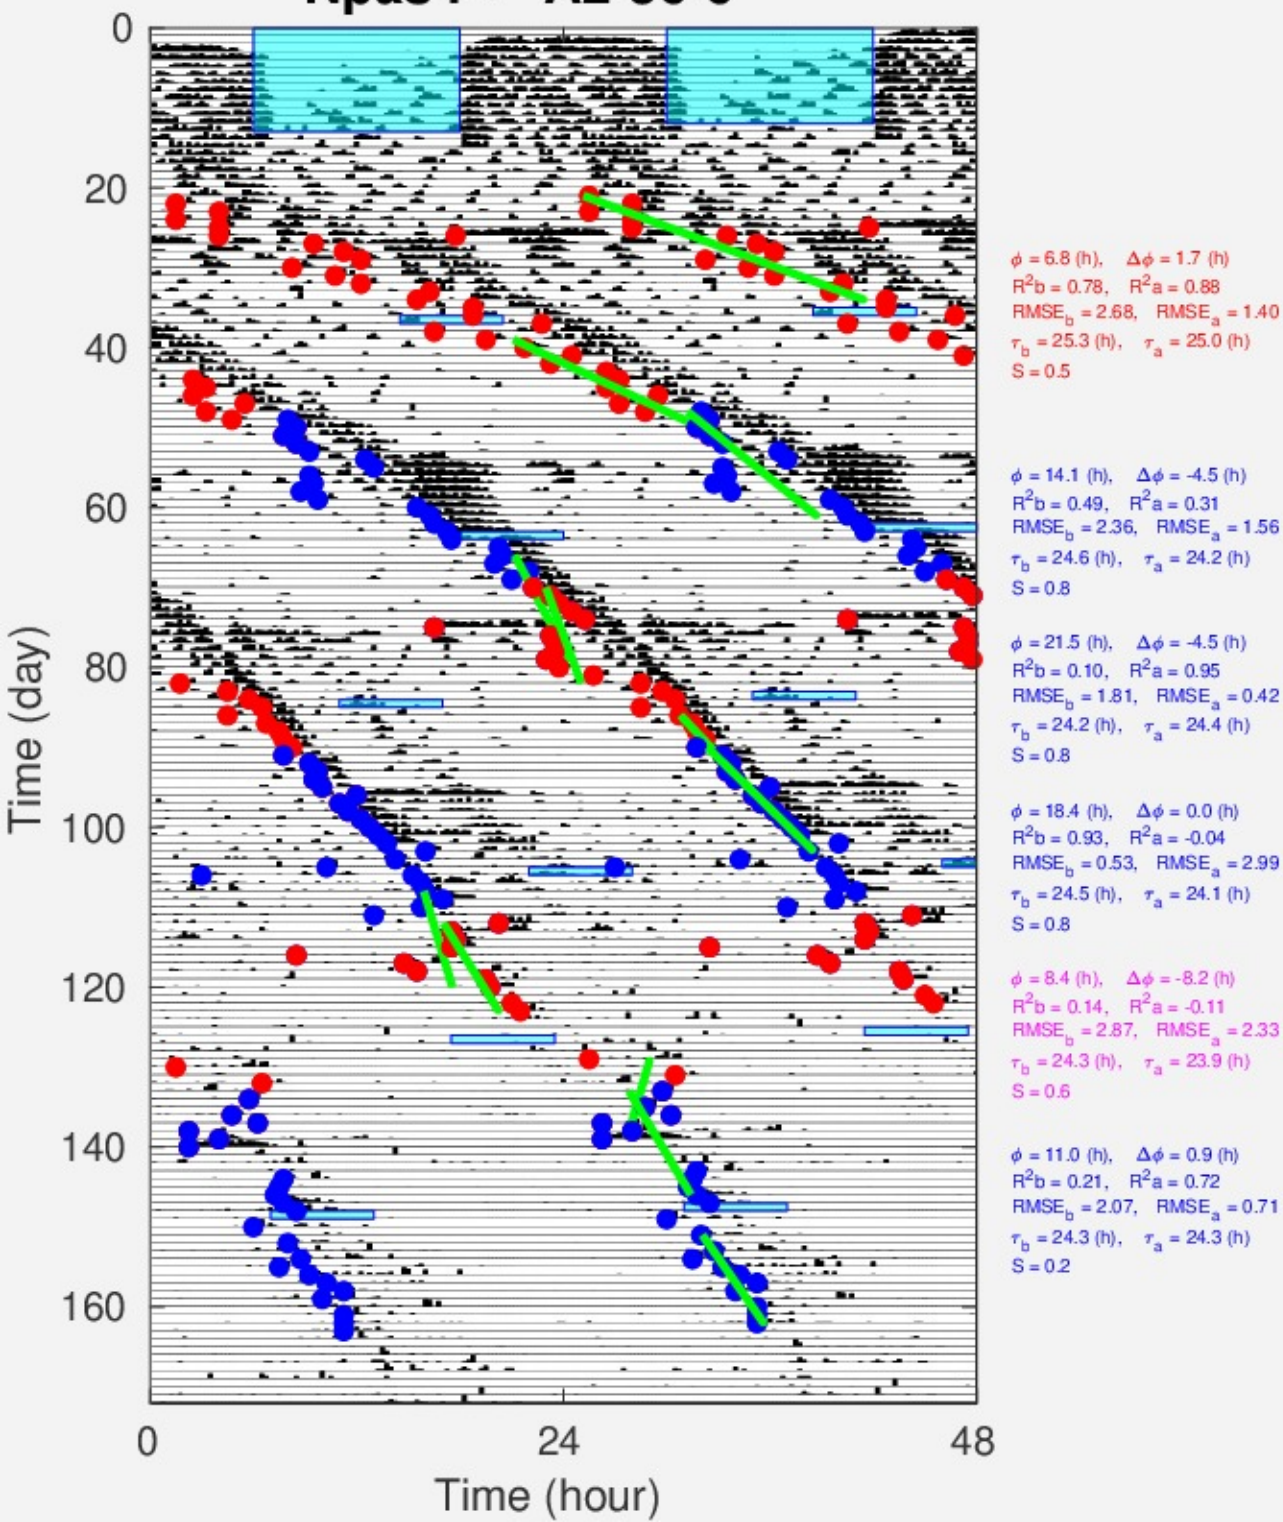 0
20
40
60
80
100
120
140
160
0 24 48
Time (hour)
Time (day)
ϕ = 6.8 (h), Δϕ = 1.7 (h)
R²b = 0.78, R²a = 0.88
RMSE_b = 2.68, RMSE_a = 1.40
τ_b = 25.3 (h), τ_a = 25.0 (h)
S = 0.5
ϕ = 14.1 (h), Δϕ = -4.5 (h)
R²b = 0.49, R²a = 0.31
RMSE_b = 2.36, RMSE_a = 1.56
τ_b = 24.6 (h), τ_a = 24.2 (h)
S = 0.8
ϕ = 21.5 (h), Δϕ = -4.5 (h)
R²b = 0.10, R²a = 0.95
RMSE_b = 1.81, RMSE_a = 0.42
τ_b = 24.2 (h), τ_a = 24.4 (h)
S = 0.8
ϕ = 18.4 (h), Δϕ = 0.0 (h)
R²b = 0.93, R²a = -0.04
RMSE_b = 0.53, RMSE_a = 2.99
τ_b = 24.5 (h), τ_a = 24.1 (h)
S = 0.8
ϕ = 8.4 (h), Δϕ = -8.2 (h)
R²b = 0.14, R²a = -0.11
RMSE_b = 2.87, RMSE_a = 2.33
τ_b = 24.3 (h), τ_a = 23.9 (h)
S = 0.6
ϕ = 11.0 (h), Δϕ = 0.9 (h)
R²b = 0.21, R²a = 0.72
RMSE_b = 2.07, RMSE_a = 0.71
τ_b = 24.3 (h), τ_a = 24.3 (h)
S = 0.2